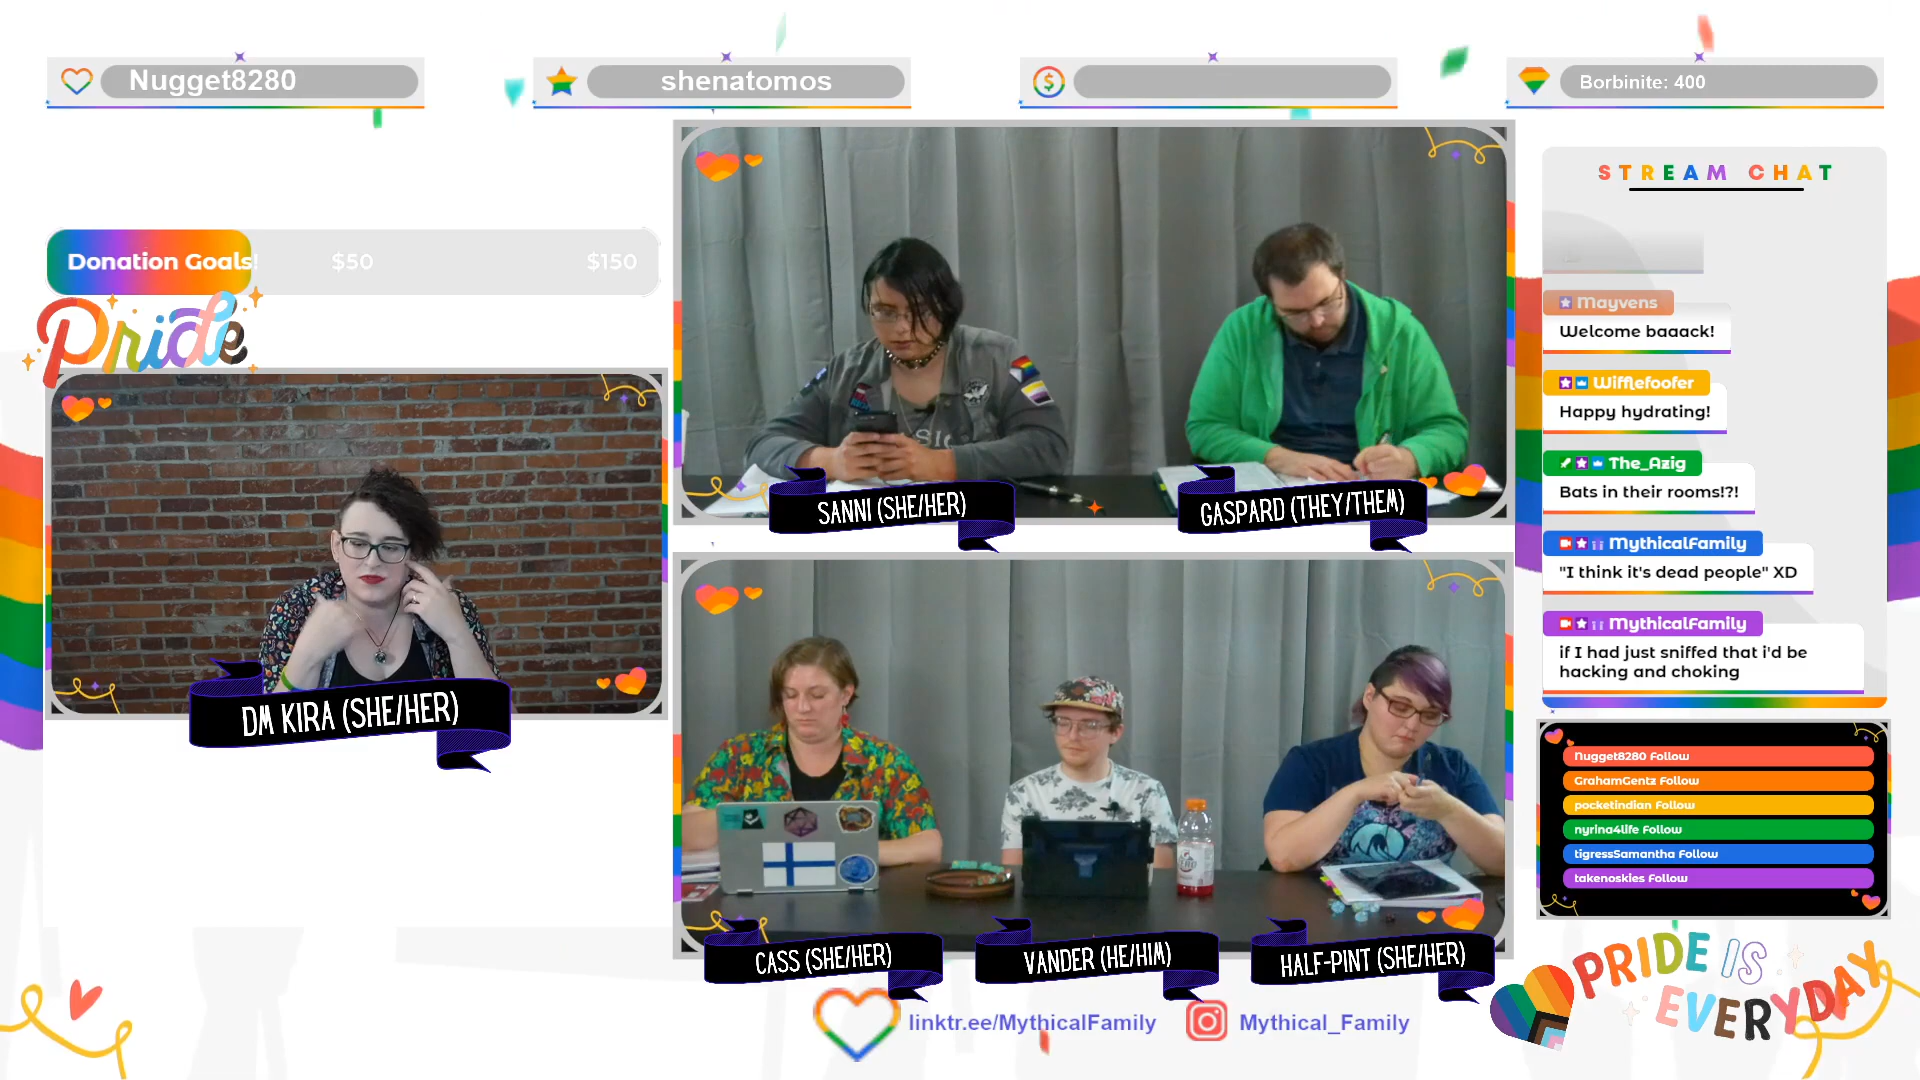 Nugget8280
shenatomos
Borbinite: 400
Donation Goals!
$50
$150
Pride
DM KIRA (SHE/HER)
SANNI (SHE/HER)
GASPARD (THEY/THEM)
CASS (SHE/HER)
VANDER (HE/HIM)
HALF-PINT (SHE/HER)
linktr.ee/MythicalFamily
Mythical_Family
STREAM CHAT
Mayvens
Welcome baaack!
Wifflefoofer
Happy hydrating!
The_Azig
Bats in their rooms!?!
MythicalFamily
"I think it's dead people" XD
MythicalFamily
if I had just sniffed that i'd be
hacking and choking
Nugget8280 Follow
GrahamGentz Follow
pocketindian Follow
nyrina4life Follow
tigressSamantha Follow
takenoskies Follow
PRIDE IS
EVERYDAY